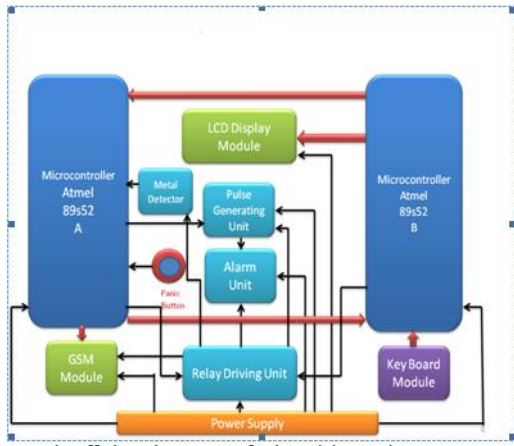 LCD Display
Module
Microcontroller
Atmel
89s52
A
Metal
Detector
Pulse
Generating
Unit
Microcontroller
Atmel
89s52
B
Alarm
Unit
Panic
Button
GSM
Module
Relay Driving Unit
Key Board
Module
Power Supply